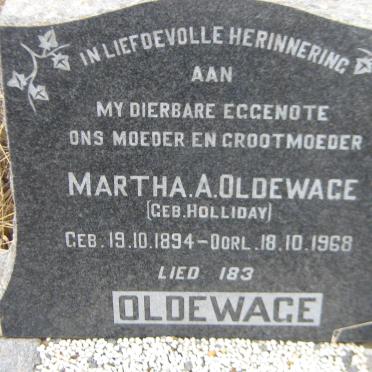 IN LIEFDEVOLLE HERINNERING
AAN
MY DIERBARE EGGENOTE
ONS MOEDER EN GROOTMOEDER
MARTHA.A.OLDEWAGE
(GEB.HOLLIDAY)
GEB. 19.10.1894 – OORL. 18.10.1968
LIED 183
OLDEWAGE